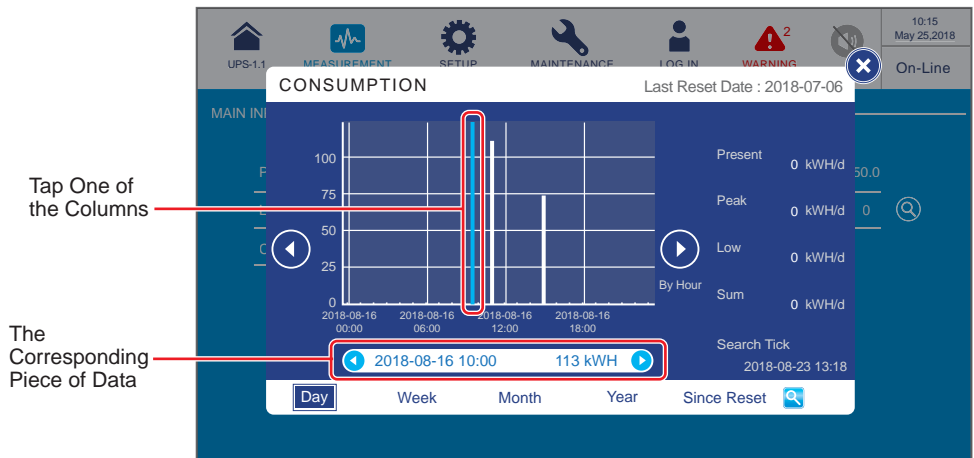 10:15
May 25,2018
2
UPS-1.1
MEASUREMENT
SETUP
MAINTENANCE
LOG IN
WARNING
On-Line
CONSUMPTION
Last Reset Date : 2018-07-06
MAIN IN
100
75
50
25
0
2018-08-16
00:00
2018-08-16
06:00
2018-08-16
12:00
2018-08-16
18:00
By Hour
Present
0 kWH/d
50.0
Peak
0 kWH/d
0
Low
0 kWH/d
Sum
0 kWH/d
Search Tick
2018-08-23 13:18
2018-08-16 10:00 113 kWH
Day Week Month Year Since Reset
Tap One of
the Columns
The
Corresponding
Piece of Data